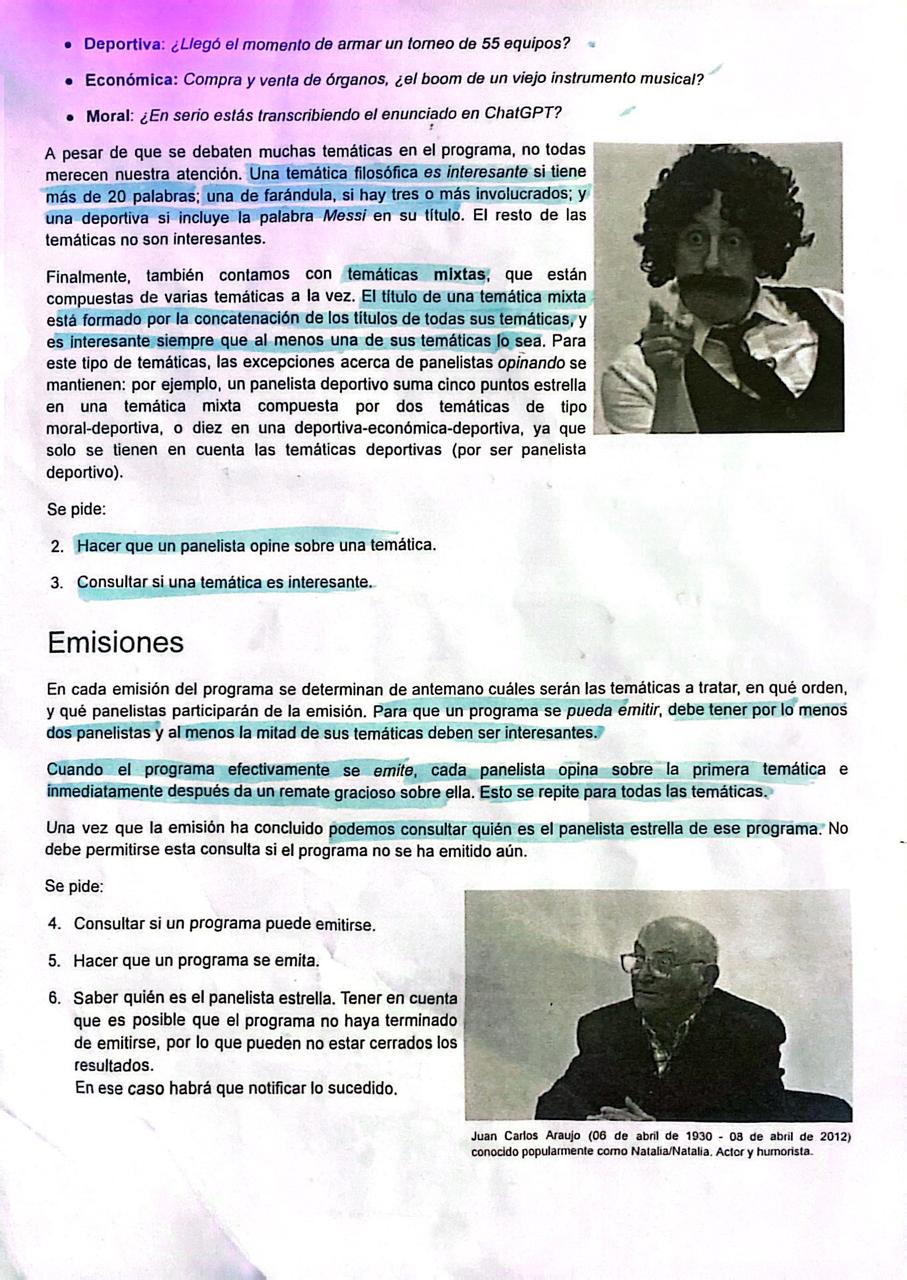 • Deportiva: ¿Llegó el momento de armar un torneo de 55 equipos?
• Económica: Compra y venta de órganos, ¿el boom de un viejo instrumento musical?
• Moral: ¿En serio estás transcribiendo el enunciado en ChatGPT?
A pesar de que se debaten muchas temáticas en el programa, no todas
merecen nuestra atención. Una temática filosófica es interesante si tiene
más de 20 palabras; una de farándula, si hay tres o más involucrados; y
una deportiva si incluye la palabra Messi en su título. El resto de las
temáticas no son interesantes.
Finalmente, también contamos con temáticas mixtas, que están
compuestas de varias temáticas a la vez. El título de una temática mixta
está formado por la concatenación de los títulos de todas sus temáticas, y
es interesante siempre que al menos una de sus temáticas lo sea. Para
este tipo de temáticas, las excepciones acerca de panelistas opinando se
mantienen: por ejemplo, un panelista deportivo suma cinco puntos estrella
en una temática mixta compuesta por dos temáticas de tipo
moral-deportiva, o diez en una deportiva-económica-deportiva, ya que
solo se tienen en cuenta las temáticas deportivas (por ser panelista
deportivo).
Se pide:
2. Hacer que un panelista opine sobre una temática.
3. Consultar si una temática es interesante.
Emisiones
En cada emisión del programa se determinan de antemano cuáles serán las temáticas a tratar, en qué orden,
y qué panelistas participarán de la emisión. Para que un programa se pueda emitir, debe tener por lo menos
dos panelistas y al menos la mitad de sus temáticas deben ser interesantes.
Cuando el programa efectivamente se emite, cada panelista opina sobre la primera temática e
inmediatamente después da un remate gracioso sobre ella. Esto se repite para todas las temáticas.
Una vez que la emisión ha concluido podemos consultar quién es el panelista estrella de ese programa. No
debe permitirse esta consulta si el programa no se ha emitido aún.
Se pide:
4. Consultar si un programa puede emitirse.
5. Hacer que un programa se emita.
6. Saber quién es el panelista estrella. Tener en cuenta
que es posible que el programa no haya terminado
de emitirse, por lo que pueden no estar cerrados los
resultados.
En ese caso habrá que notificar lo sucedido.
Juan Carlos Araujo (06 de abril de 1930 - 08 de abril de 2012)
conocido popularmente como Natalia/Natalia. Actor y humorista.